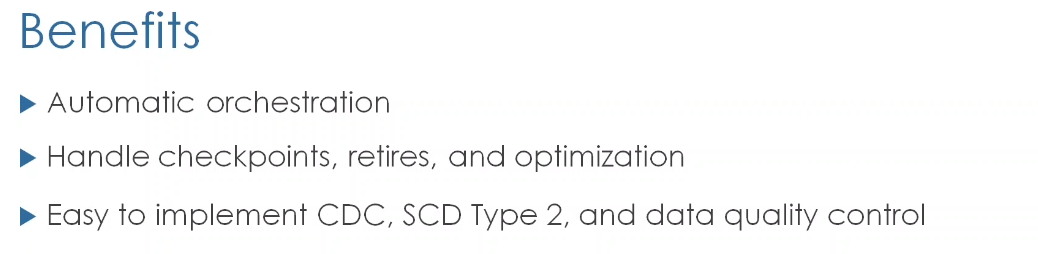 Benefits
Automatic orchestration
Handle checkpoints, retires, and optimization
Easy to implement CDC, SCD Type 2, and data quality control